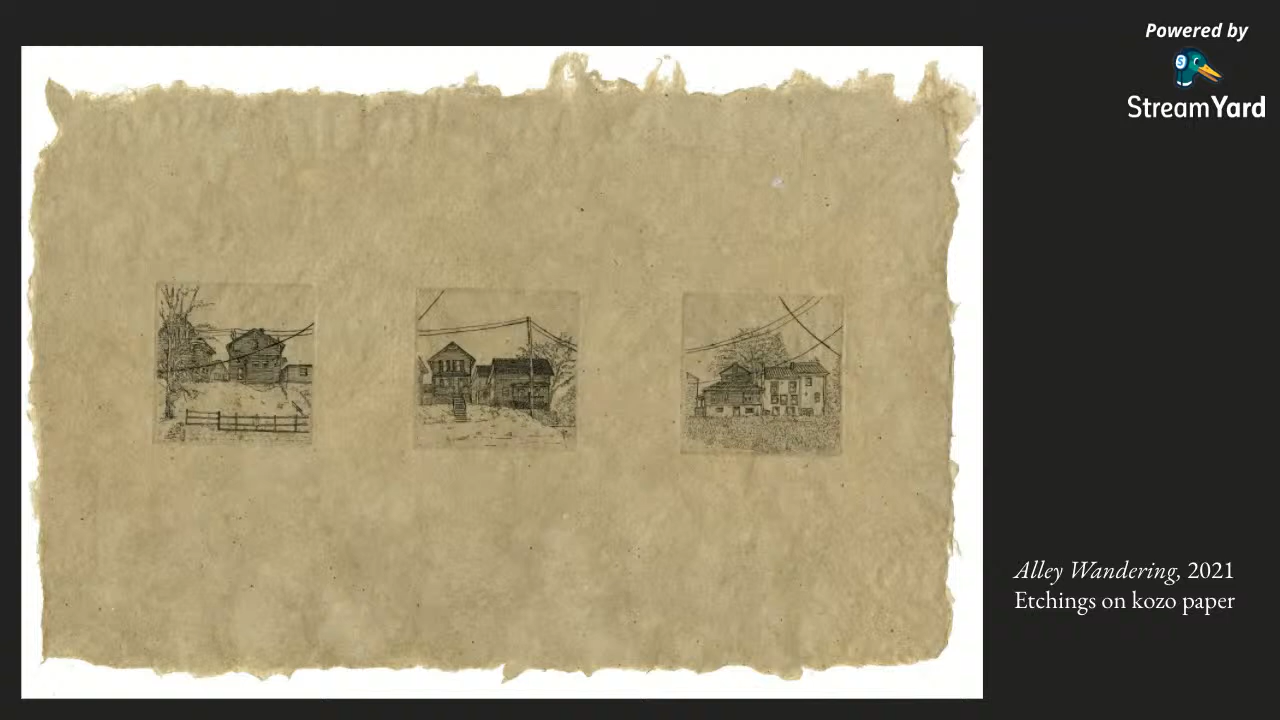 Powered by
StreamYard
Alley Wandering, 2021
Etchings on kozo paper